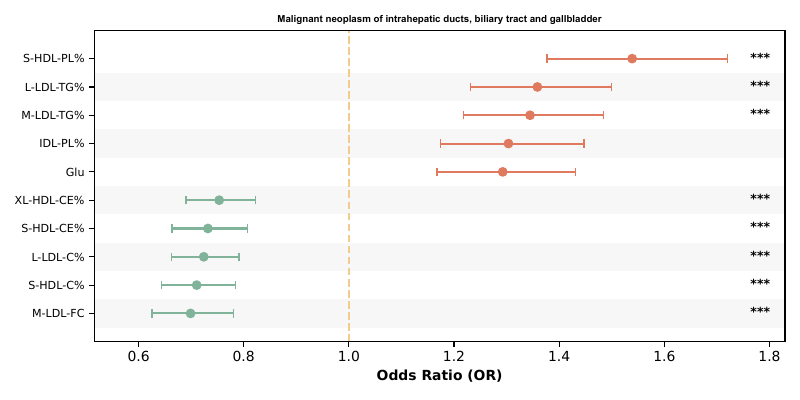 Malignant neoplasm of intrahepatic ducts, biliary tract and gallbladder
S-HDL-PL% ***
L-LDL-TG% ***
M-LDL-TG% ***
IDL-PL%
Glu
XL-HDL-CE% ***
S-HDL-CE% ***
L-LDL-C% ***
S-HDL-C% ***
M-LDL-FC ***
0.6 0.8 1.0 1.2 1.4 1.6 1.8
Odds Ratio (OR)